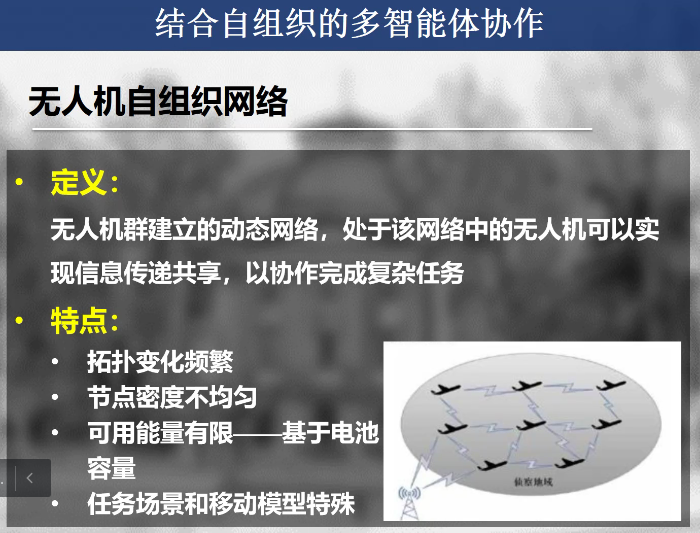 结合自组织的多智能体协作
无人机自组织网络
• 定义：
无人机群建立的动态网络，处于该网络中的无人机可以实
现信息传递共享，以协作完成复杂任务
• 特点：
• 拓扑变化频繁
• 节点密度不均匀
• 可用能量有限——基于电池
容量
• 任务场景和移动模型特殊
侦察地域